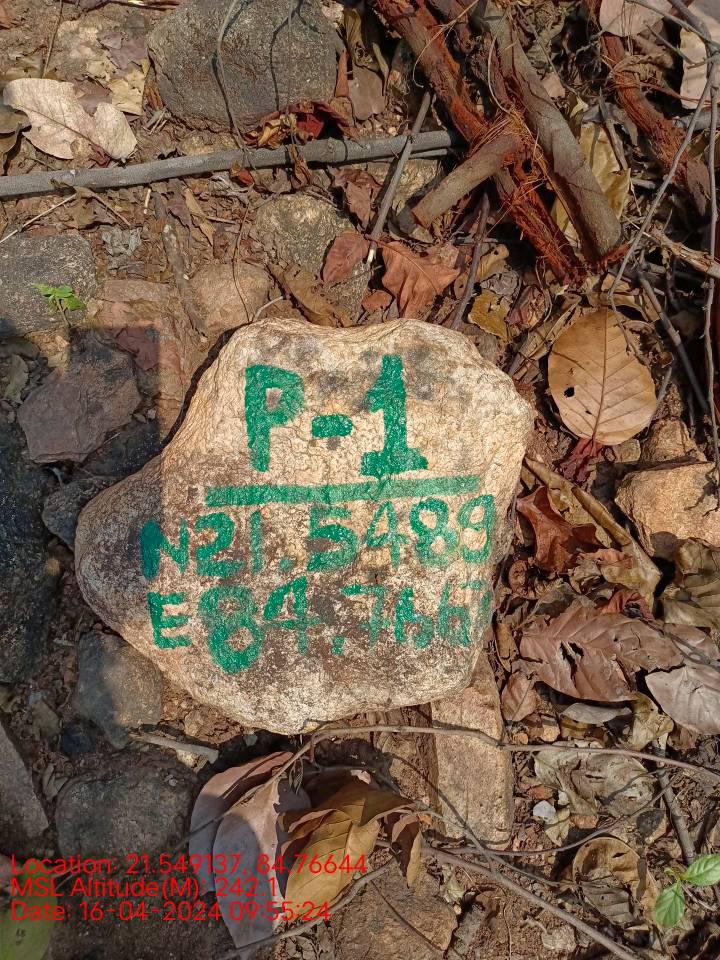 P-1
N21.5489
E84.7667
Location: 21.549137, 84.76644
MSL Altitude(M) :242.1
Date: 16-04-2024 09:55:24